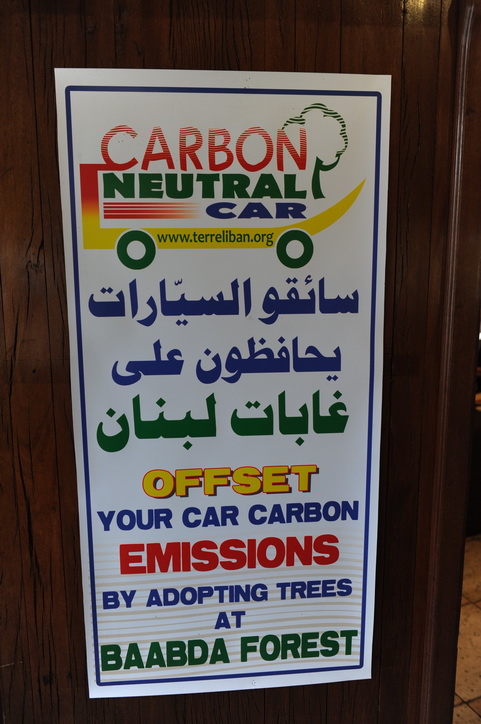 CARBON
NEUTRAL
CAR
www.terreliban.org
سائقو السيّارات
يحافظون على
غابات لبنان
OFFSET
YOUR CAR CARBON
EMISSIONS
BY ADOPTING TREES
AT
BAABDA FOREST